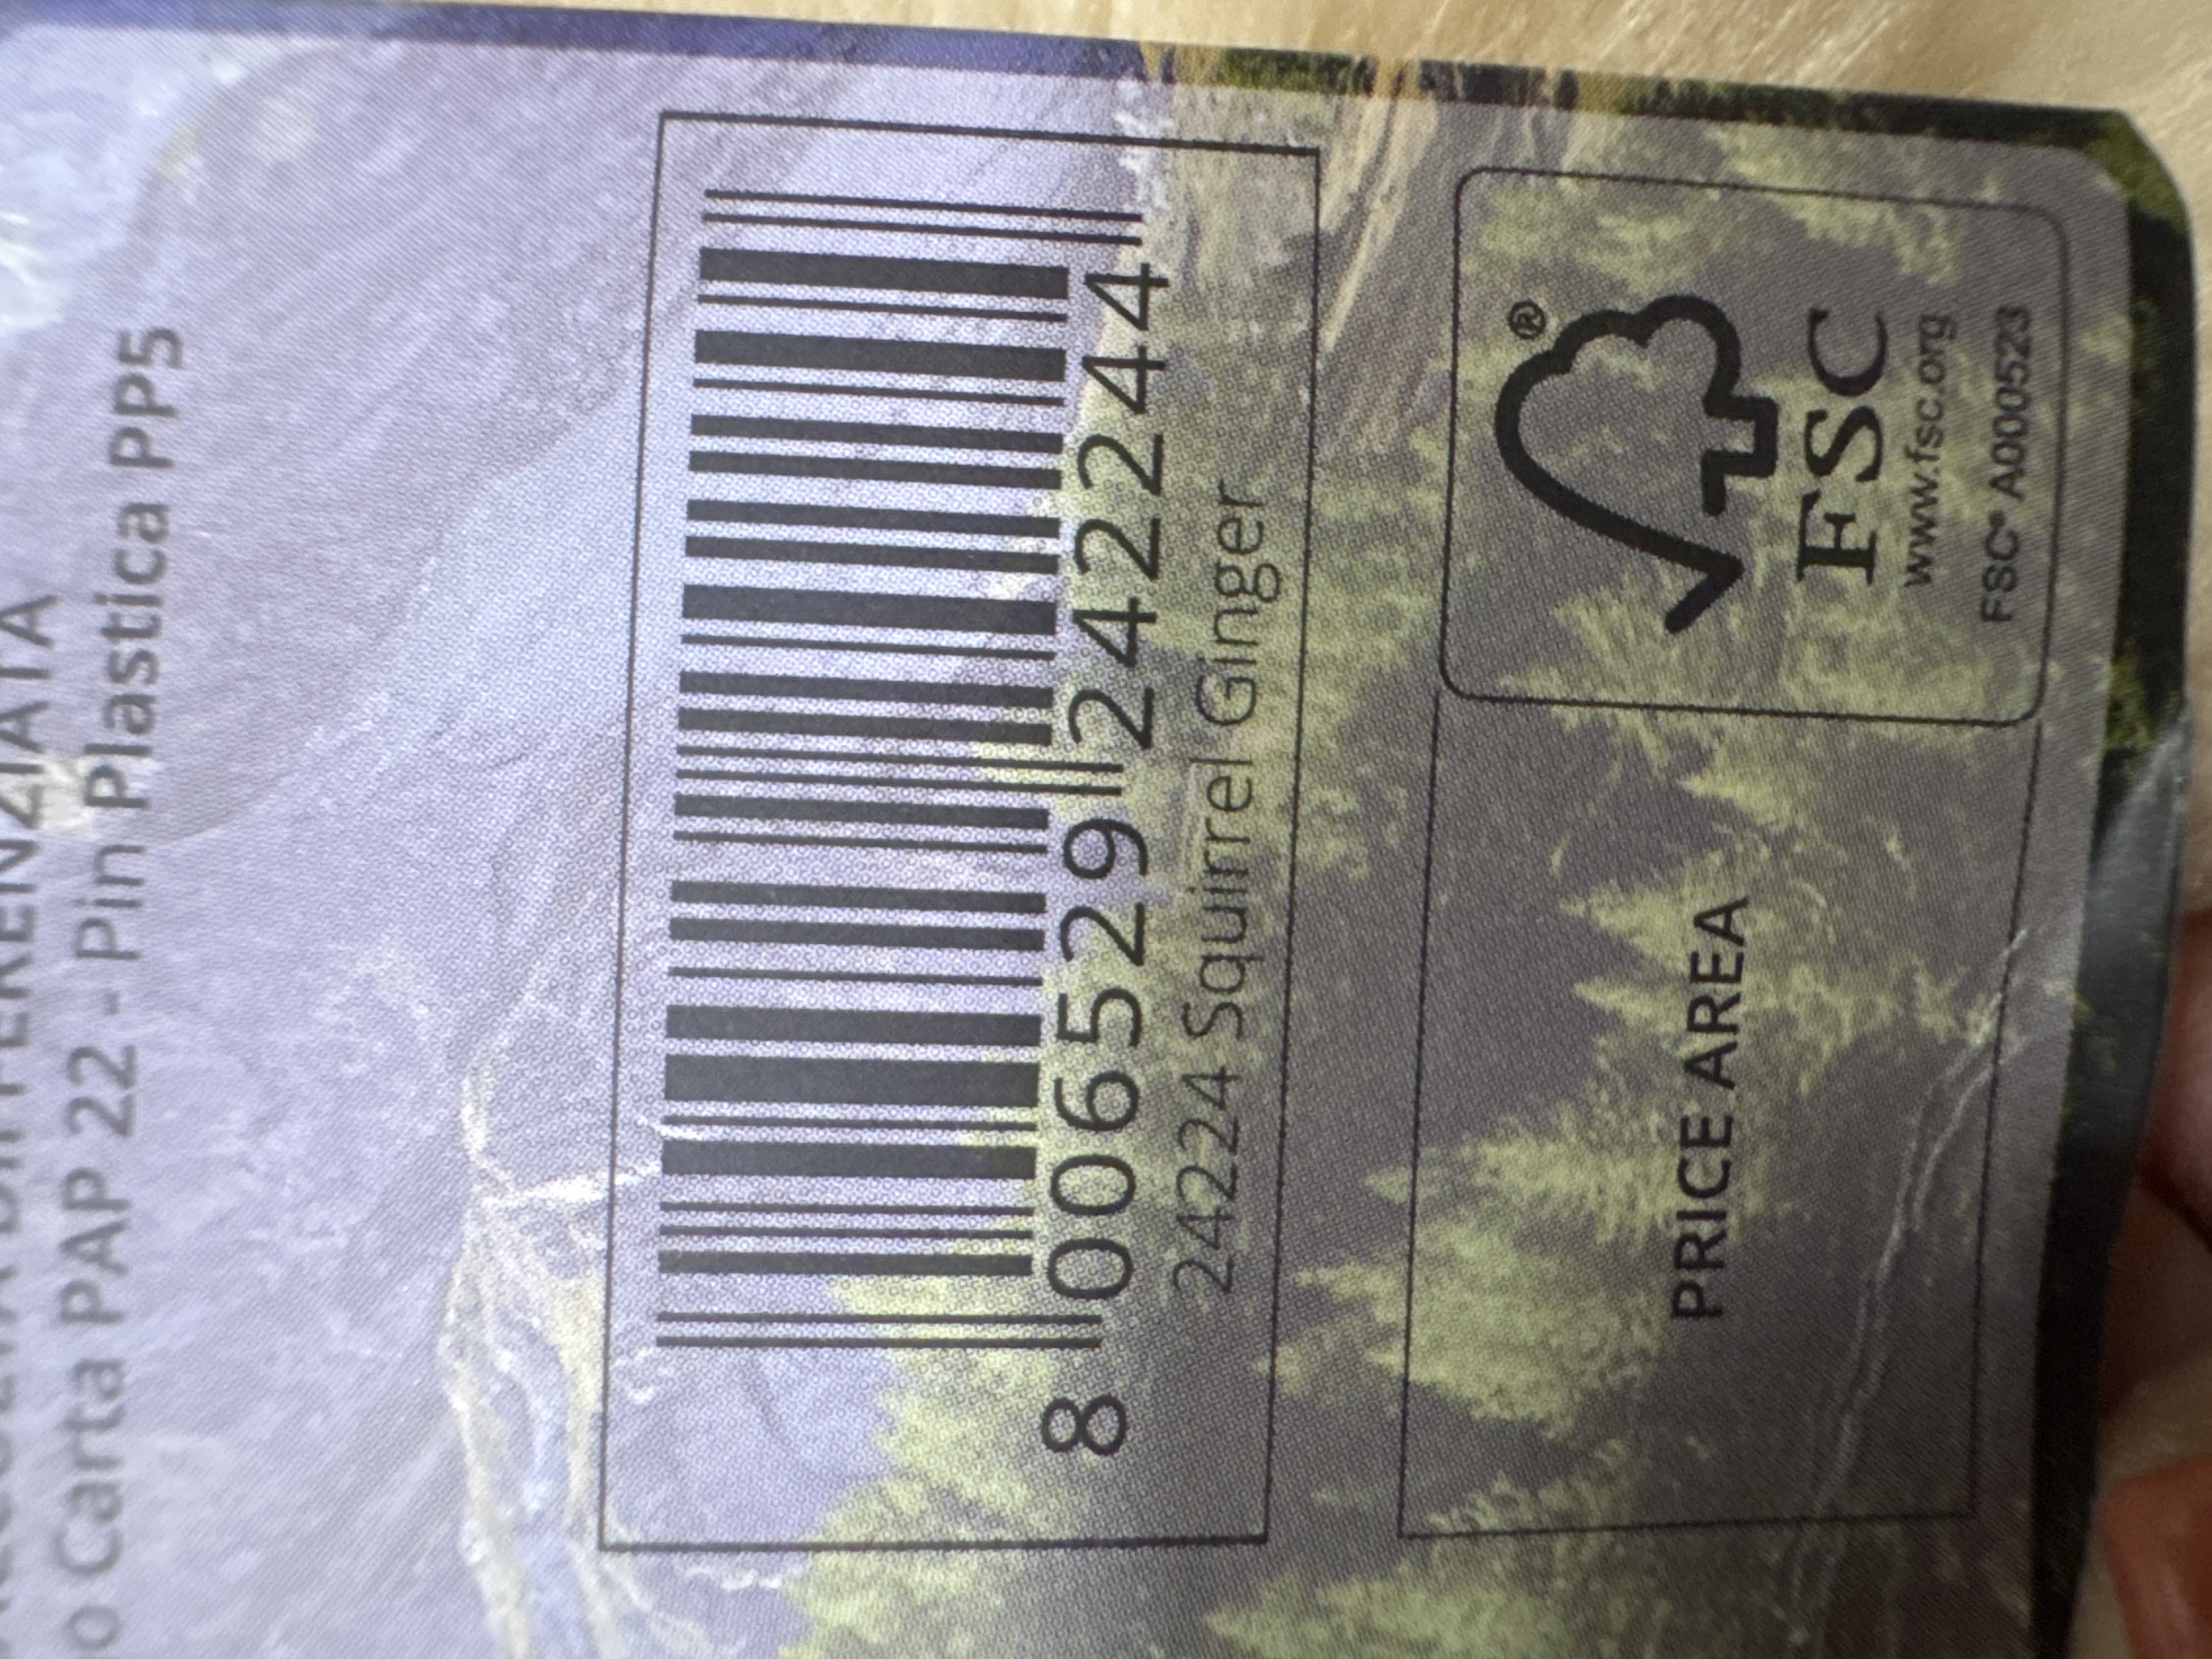 ENZIATA
o Carta PAP 22 - Pin Plastica PP5
8 006529 242244
24224 Squirrel Ginger
PRICE AREA
®
FSC
www.fsc.org
FSC® A000523